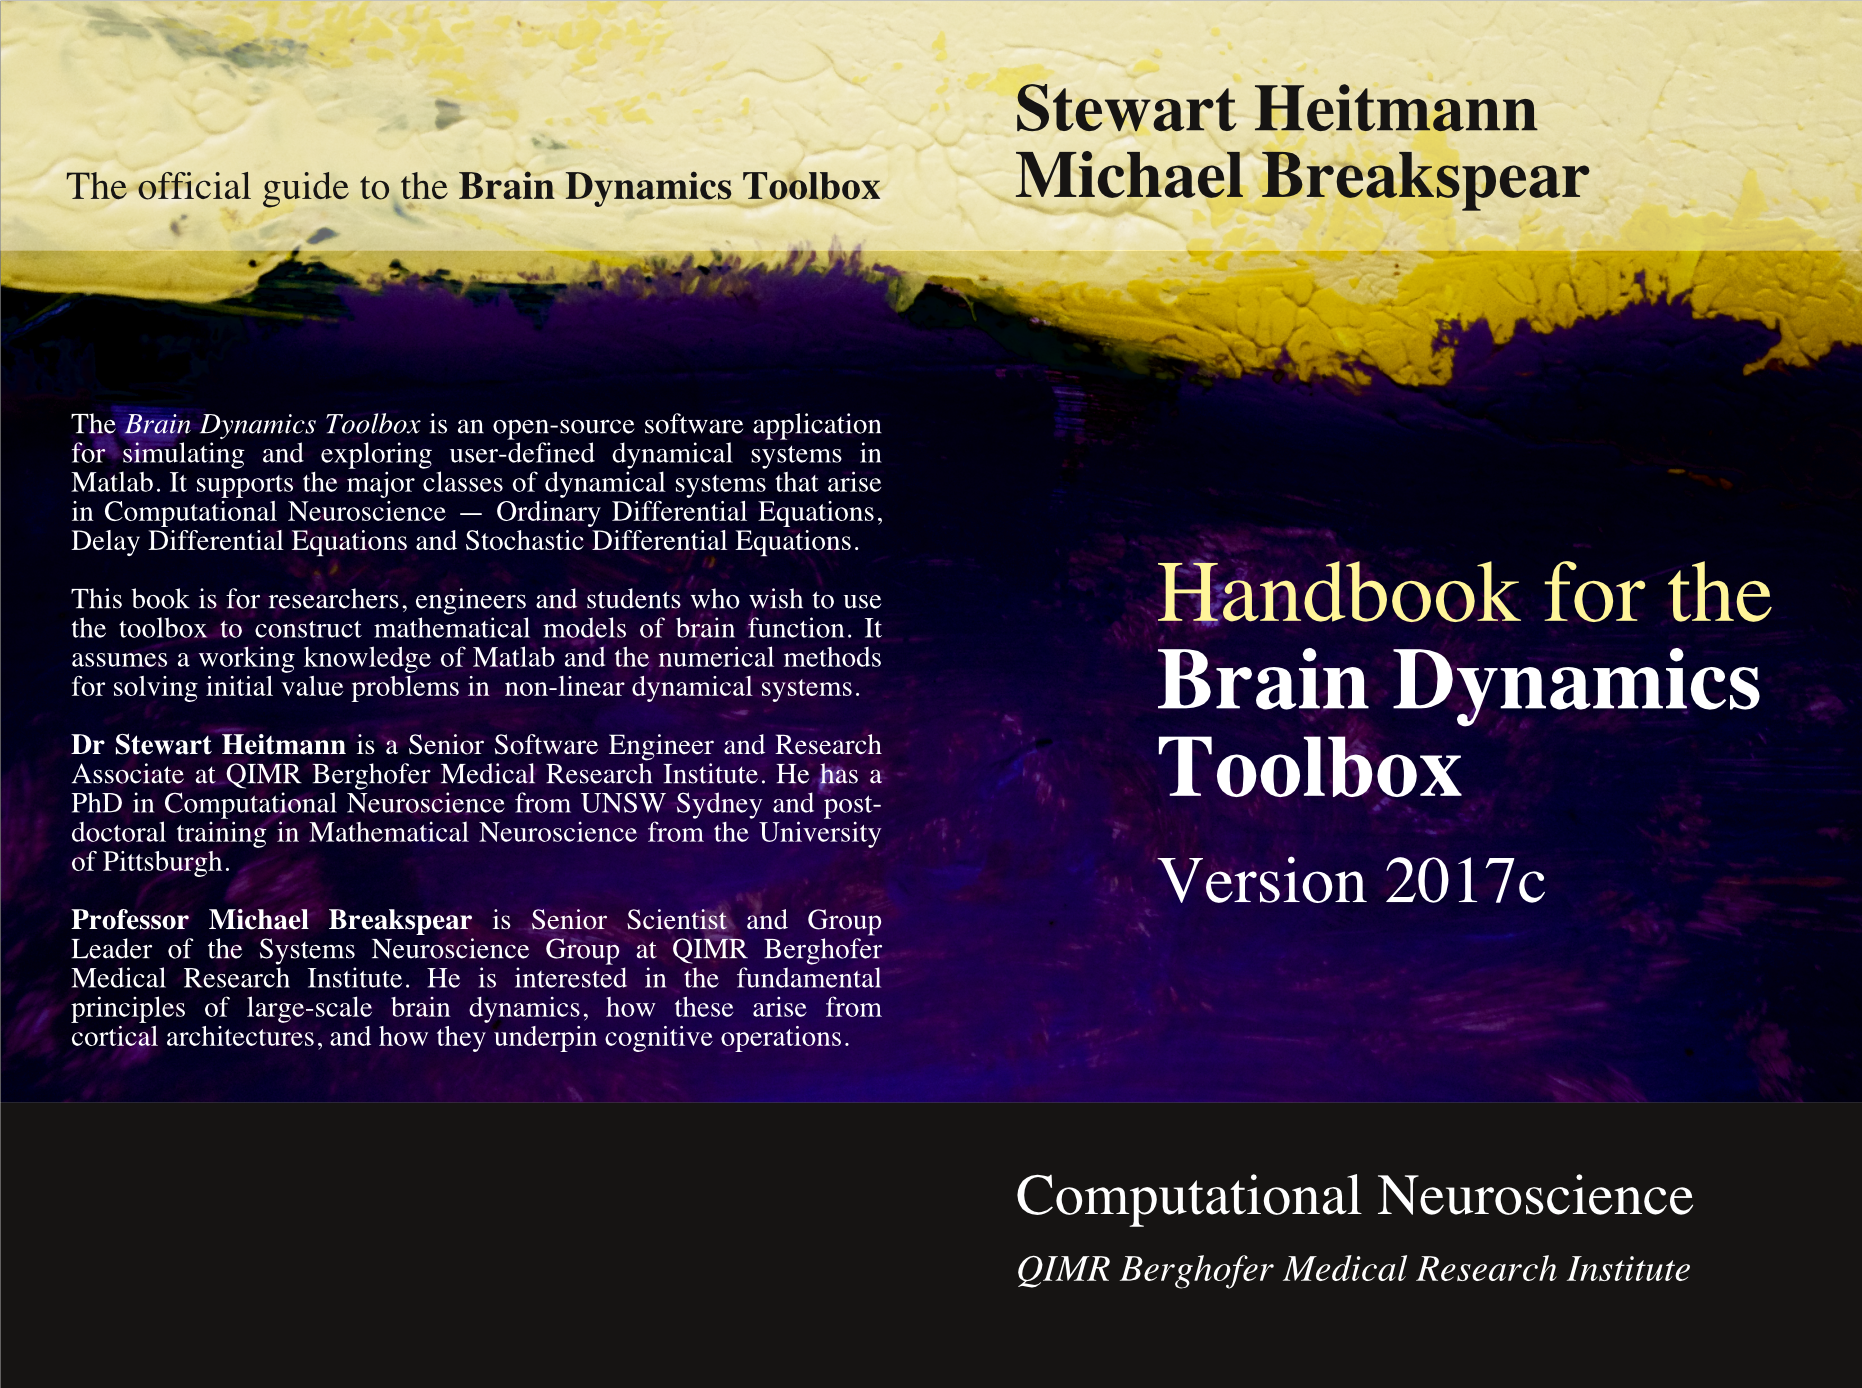 The official guide to the Brain Dynamics Toolbox
The Brain Dynamics Toolbox is an open-source software application
for simulating and exploring user-defined dynamical systems in
Matlab. It supports the major classes of dynamical systems that arise
in Computational Neuroscience — Ordinary Differential Equations,
Delay Differential Equations and Stochastic Differential Equations.
This book is for researchers, engineers and students who wish to use
the toolbox to construct mathematical models of brain function. It
assumes a working knowledge of Matlab and the numerical methods
for solving initial value problems in non-linear dynamical systems.
Dr Stewart Heitmann is a Senior Software Engineer and Research
Associate at QIMR Berghofer Medical Research Institute. He has a
PhD in Computational Neuroscience from UNSW Sydney and post-
doctoral training in Mathematical Neuroscience from the University
of Pittsburgh.
Professor Michael Breakspear is Senior Scientist and Group
Leader of the Systems Neuroscience Group at QIMR Berghofer
Medical Research Institute. He is interested in the fundamental
principles of large-scale brain dynamics, how these arise from
cortical architectures, and how they underpin cognitive operations.
Stewart Heitmann
Michael Breakspear
Handbook for the
Brain Dynamics
Toolbox
Version 2017c
Computational Neuroscience
QIMR Berghofer Medical Research Institute